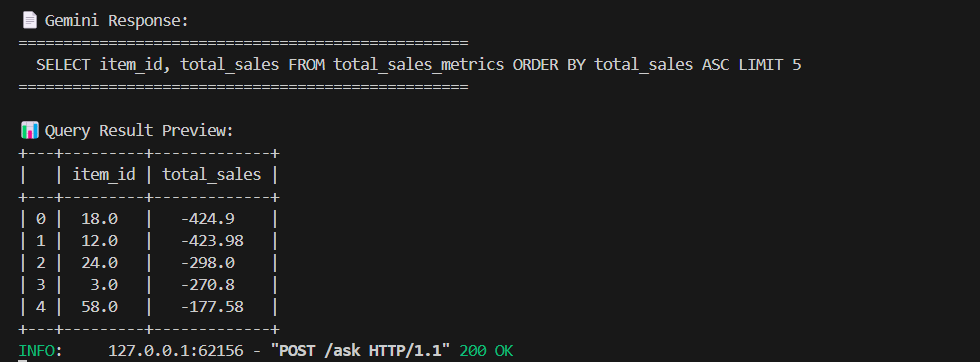 📄 Gemini Response:
==================================================
SELECT item_id, total_sales FROM total_sales_metrics ORDER BY total_sales ASC LIMIT 5
==================================================
📊 Query Result Preview:
+---+---------+-------------+
|   | item_id | total_sales |
+---+---------+-------------+
| 0 |  18.0   |   -424.9    |
| 1 |  12.0   |   -423.98   |
| 2 |  24.0   |   -298.0    |
| 3 |   3.0   |   -270.8    |
| 4 |  58.0   |   -177.58   |
+---+---------+-------------+
INFO:     127.0.0.1:62156 - "POST /ask HTTP/1.1" 200 OK